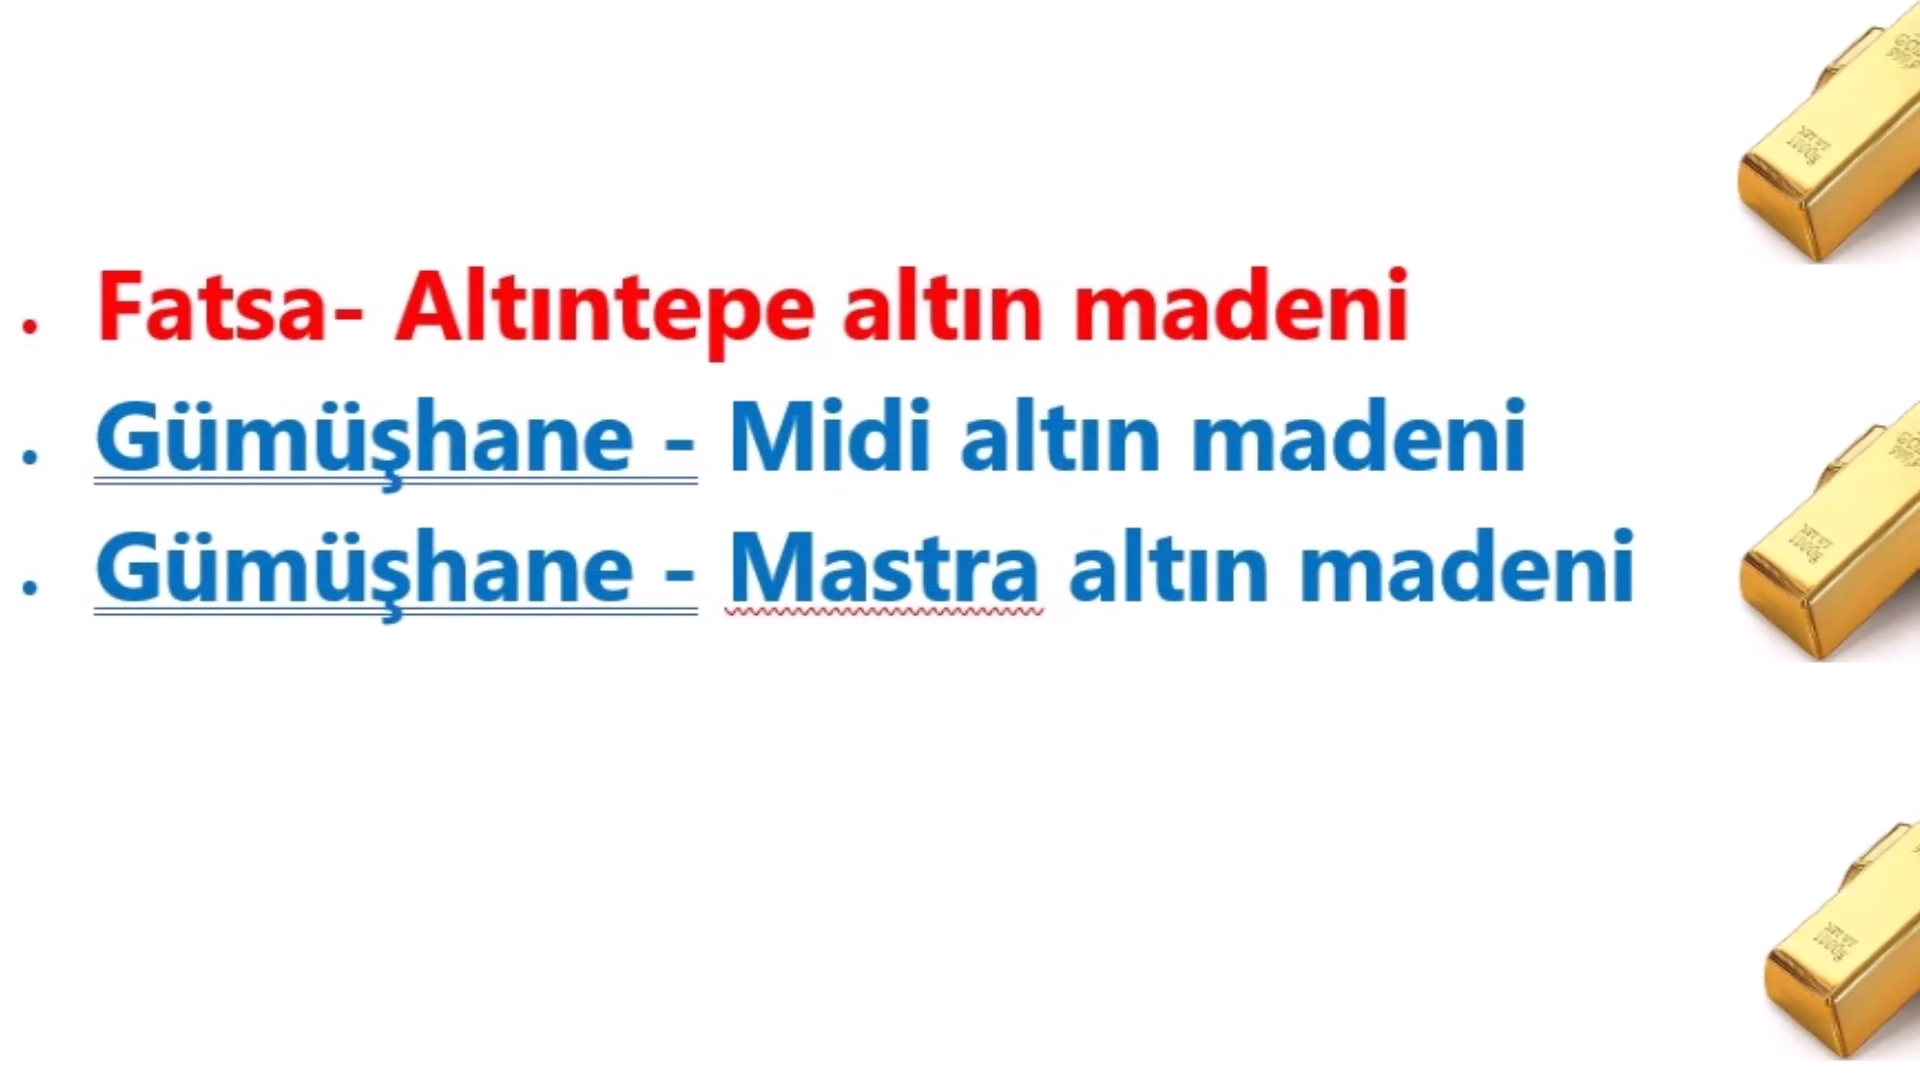 • Fatsa- Altıntepe altın madeni
• Gümüşhane - Midi altın madeni
• Gümüşhane - Mastra altın madeni